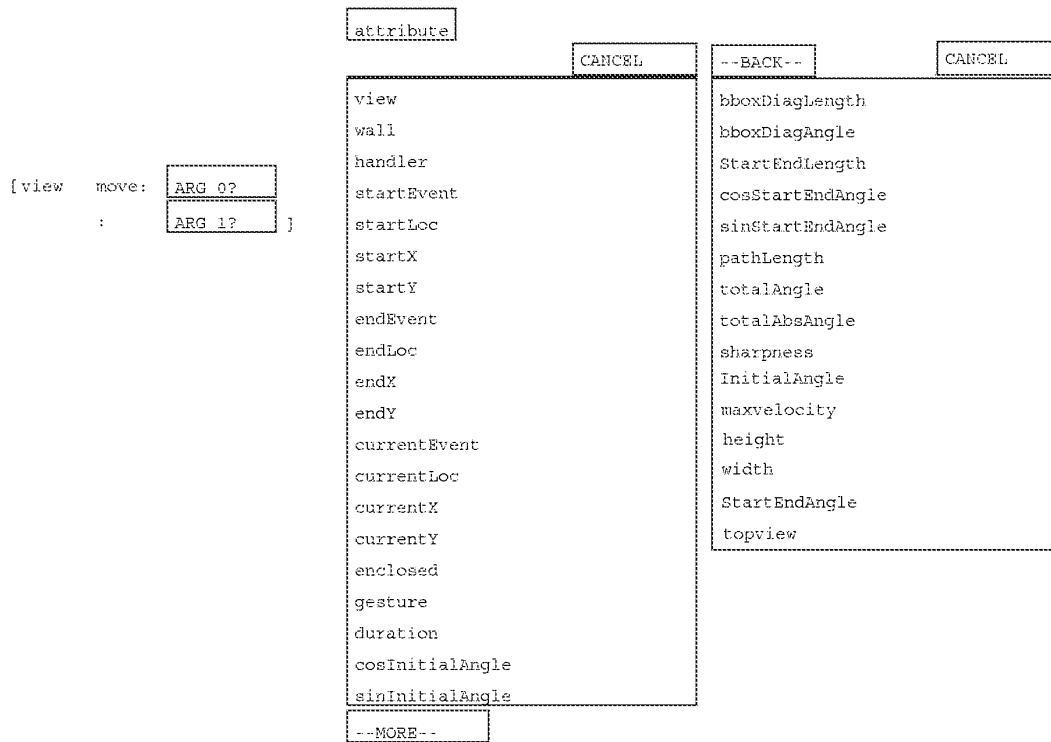 attribute
CANCEL
--BACK--
CANCEL
[view move: ARG 0?
: ARG 1? ]
view
wall
handler
startEvent
startLoc
startX
startY
endEvent
endLoc
endX
endY
currentEvent
currentLoc
currentX
currentY
enclosed
gesture
duration
cosInitialAngle
sinInitialAngle
--MORE--
bboxDiagLength
bboxDiagAngle
StartEndLength
cosStartEndAngle
sinStartEndAngle
pathLength
totalAngle
totalAbsAngle
sharpness
InitialAngle
maxvelocity
height
width
StartEndAngle
topview